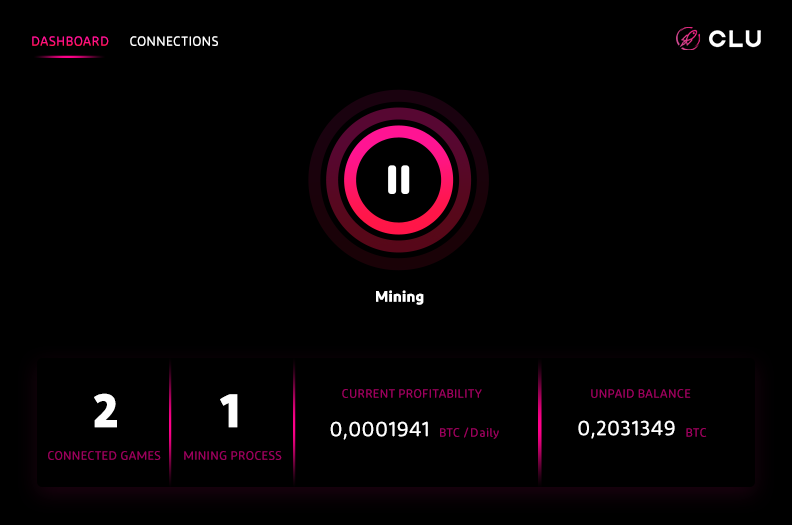 DASHBOARD CONNECTIONS
CLU
Mining
2
CONNECTED GAMES
1
MINING PROCESS
CURRENT PROFITABILITY
0,0001941 BTC / Daily
UNPAID BALANCE
0,2031349 BTC